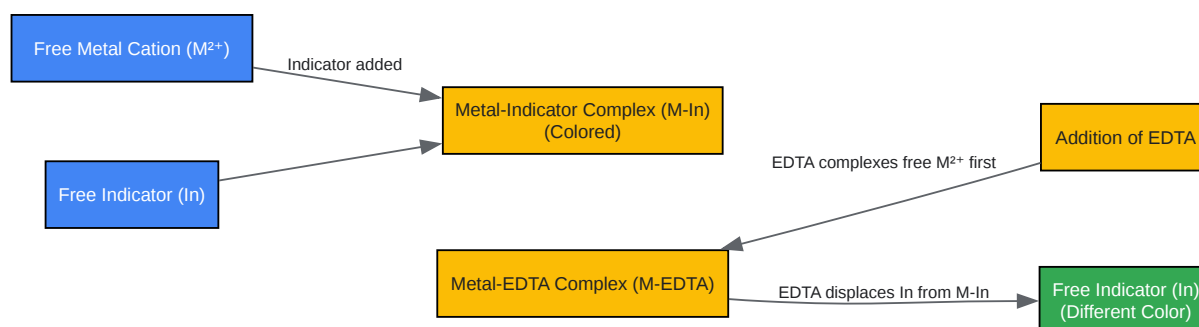 Free Metal Cation (M²⁺)
Indicator added
Metal-Indicator Complex (M-In)
(Colored)
Free Indicator (In)
Addition of EDTA
EDTA complexes free M²⁺ first
Metal-EDTA Complex (M-EDTA)
EDTA displaces In from M-In
Free Indicator (In)
(Different Color)